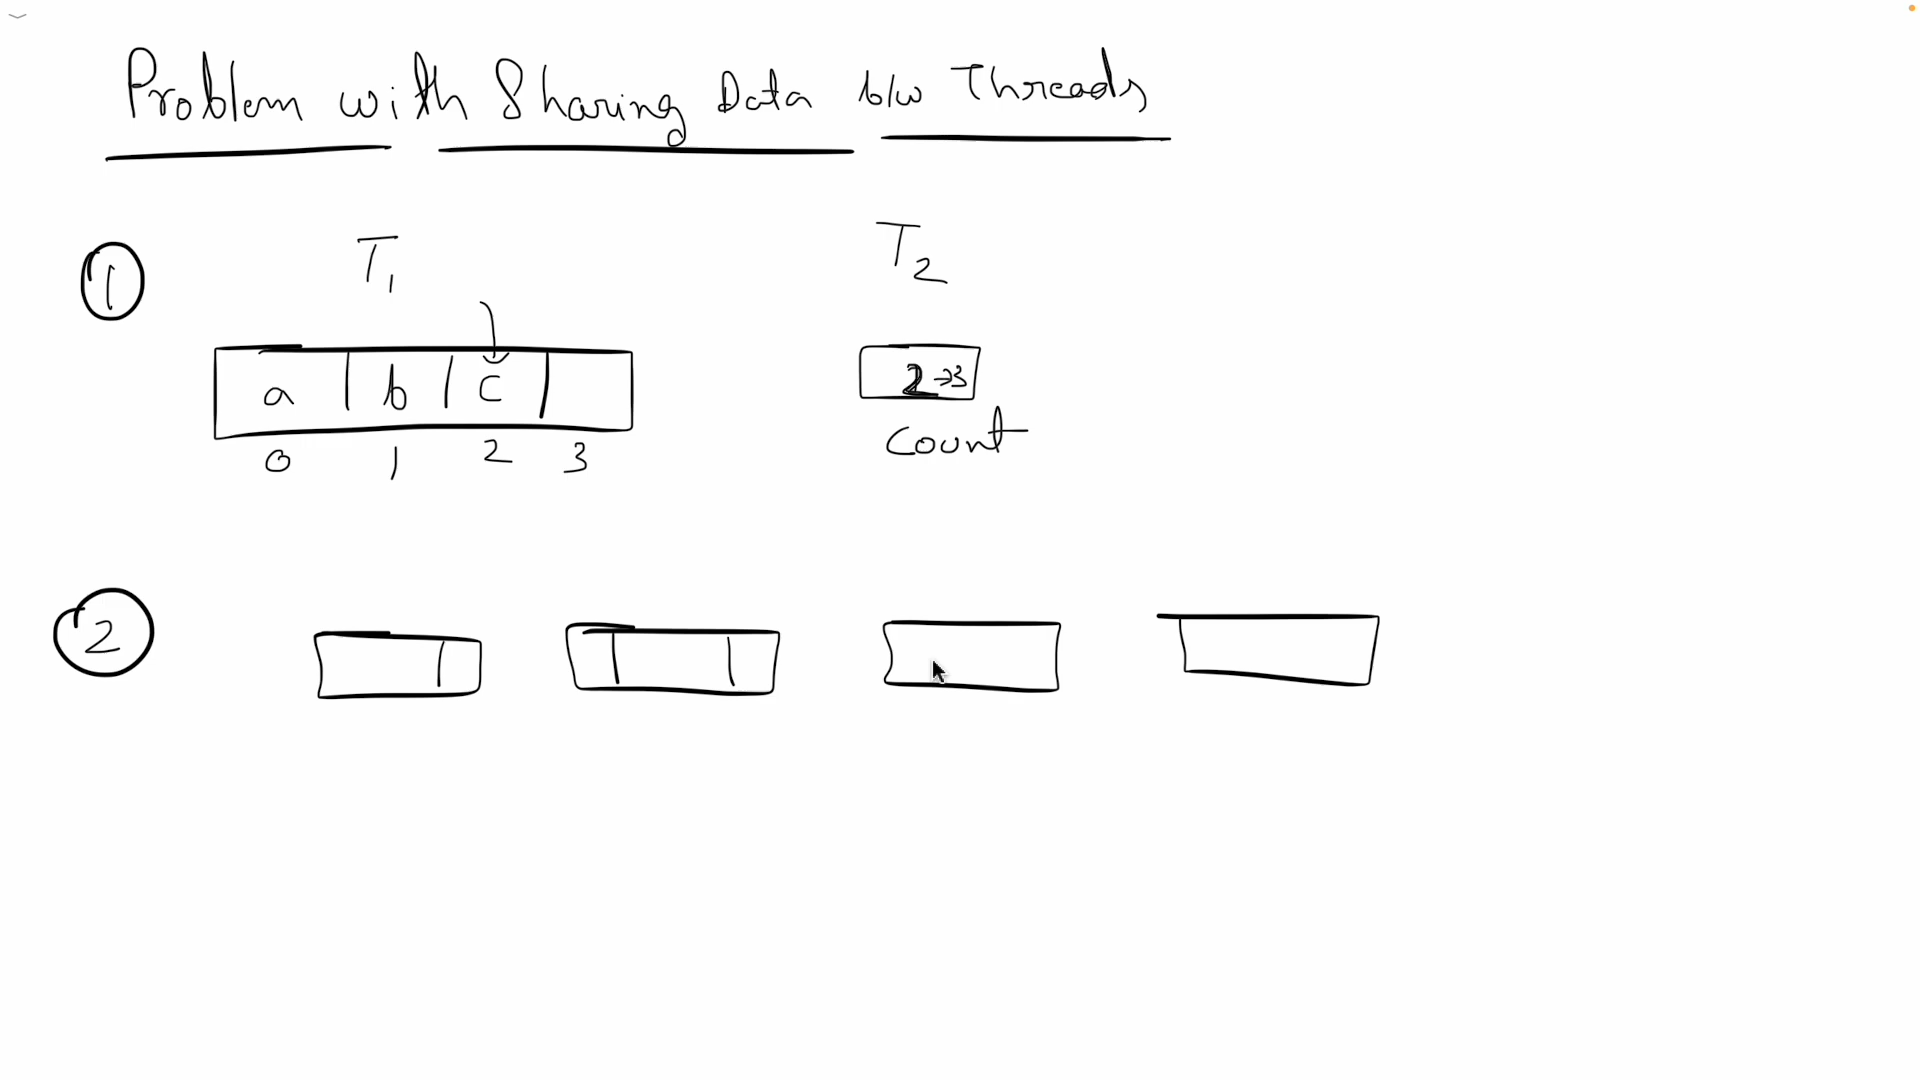 Problem with Sharing Data b/w Threads
1 T1 T2
a b c 2→3
0 1 2 3 Count
2